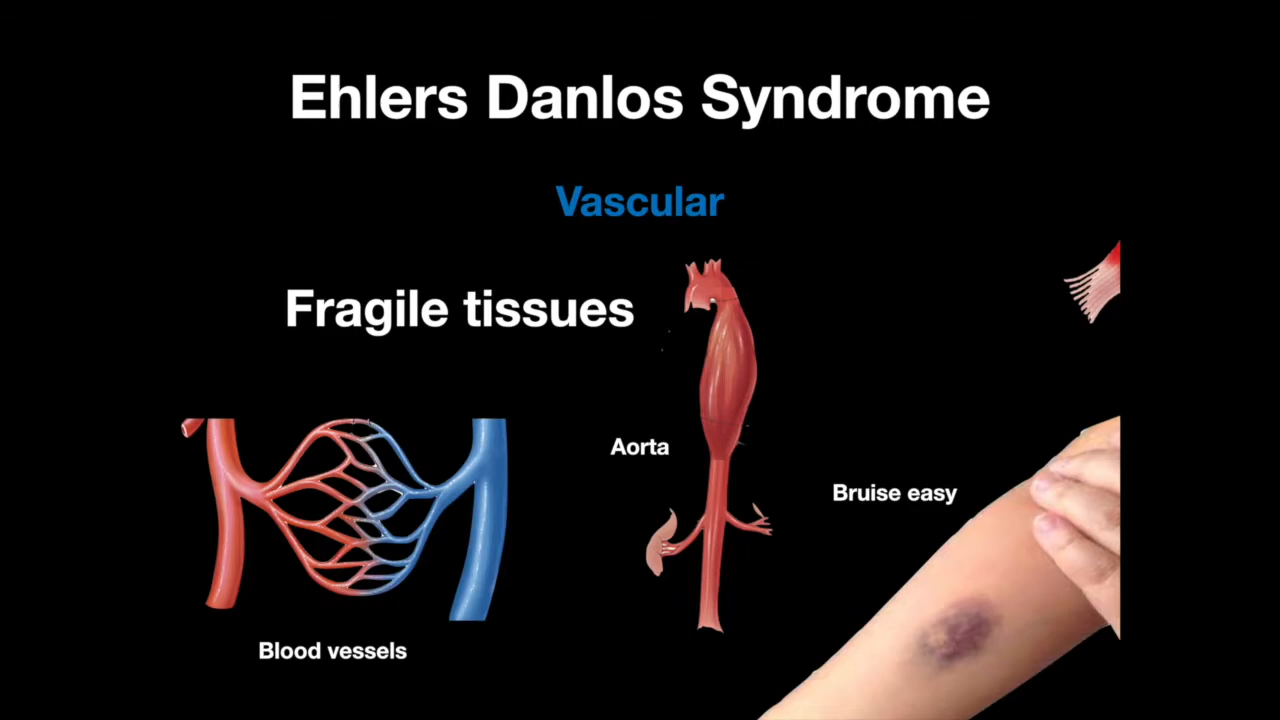 Ehlers Danlos Syndrome
Vascular
Fragile tissues
Aorta
Bruise easy
Blood vessels